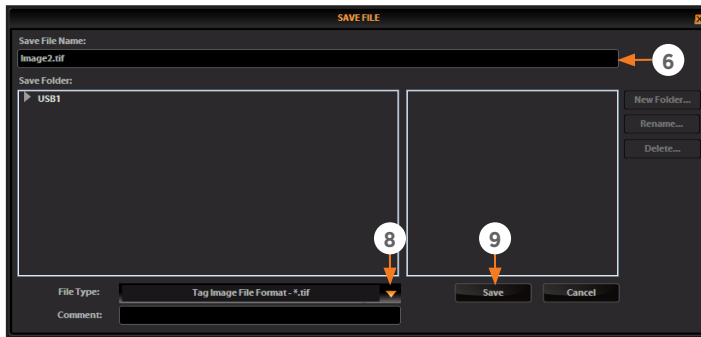 SAVE FILE
Save File Name:
Image2.tif
6
Save Folder:
USB1
New Folder...
Rename...
Delete...
8
9
File Type:
Tag Image File Format - *.tif
Save
Cancel
Comment: